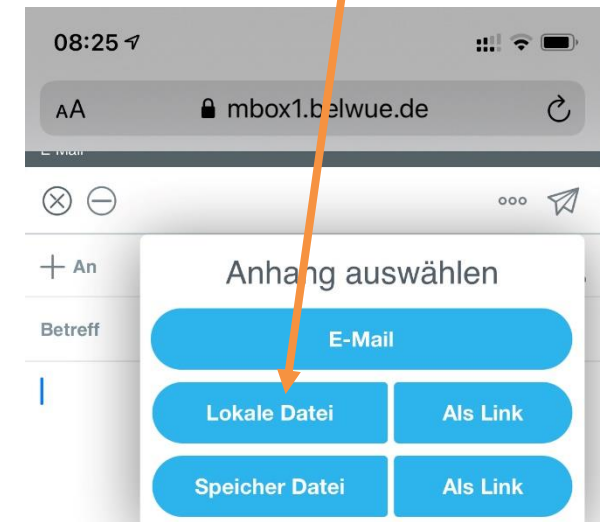 08:25
AA mbox1.belwue.de
E-Mail
An
Anhang auswählen
Betreff
E-Mail
Lokale Datei Als Link
Speicher Datei Als Link